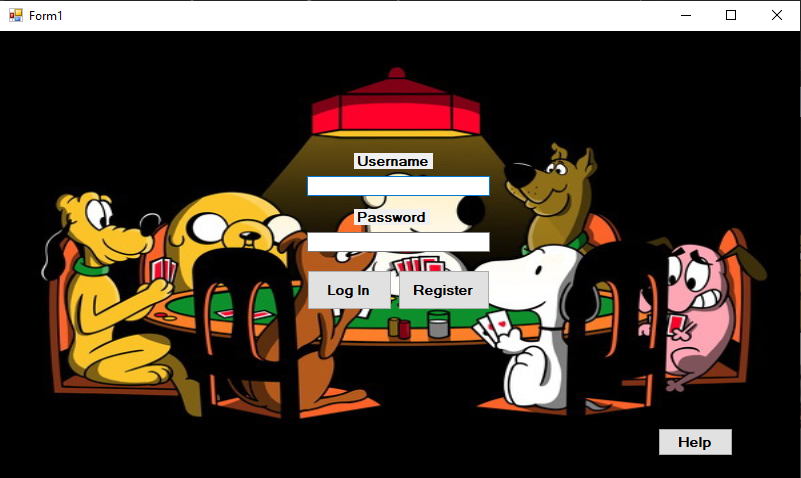 Form1
Username
Password
Log In
Register
Help